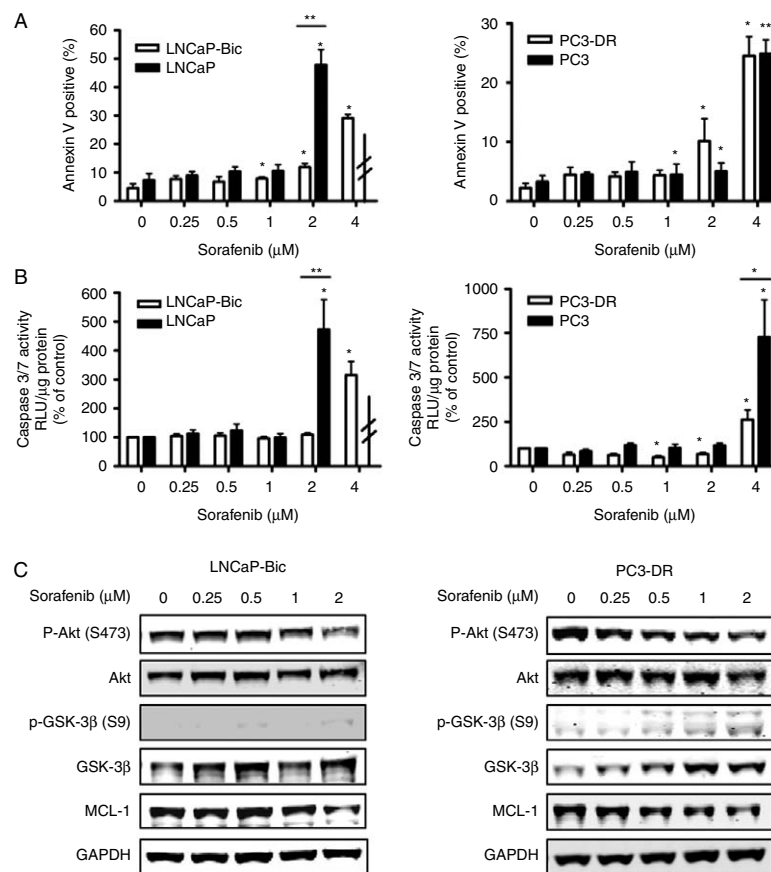 A
Annexin V positive (%)
60
50
40
30
20
10
0
LNCaP-Bic
LNCaP
**
*
*
*
*
0 0.25 0.5 1 2 4
Sorafenib (μM)
Annexin V positive (%)
30
20
10
0
PC3-DR
PC3
*
*
*
*
**
0 0.25 0.5 1 2 4
Sorafenib (μM)
B
Caspase 3/7 activity
RLU/μg protein
(% of control)
600
500
400
300
200
100
0
LNCaP-Bic
LNCaP
**
*
*
0 0.25 0.5 1 2 4
Sorafenib (μM)
Caspase 3/7 activity
RLU/μg protein
(% of control)
1000
750
500
250
0
PC3-DR
PC3
*
*
*
*
*
0 0.25 0.5 1 2 4
Sorafenib (μM)
C
LNCaP-Bic
Sorafenib (μM) 0 0.25 0.5 1 2
P-Akt (S473)
Akt
p-GSK-3β (S9)
GSK-3β
MCL-1
GAPDH
PC3-DR
Sorafenib (μM) 0 0.25 0.5 1 2
P-Akt (S473)
Akt
p-GSK-3β (S9)
GSK-3β
MCL-1
GAPDH